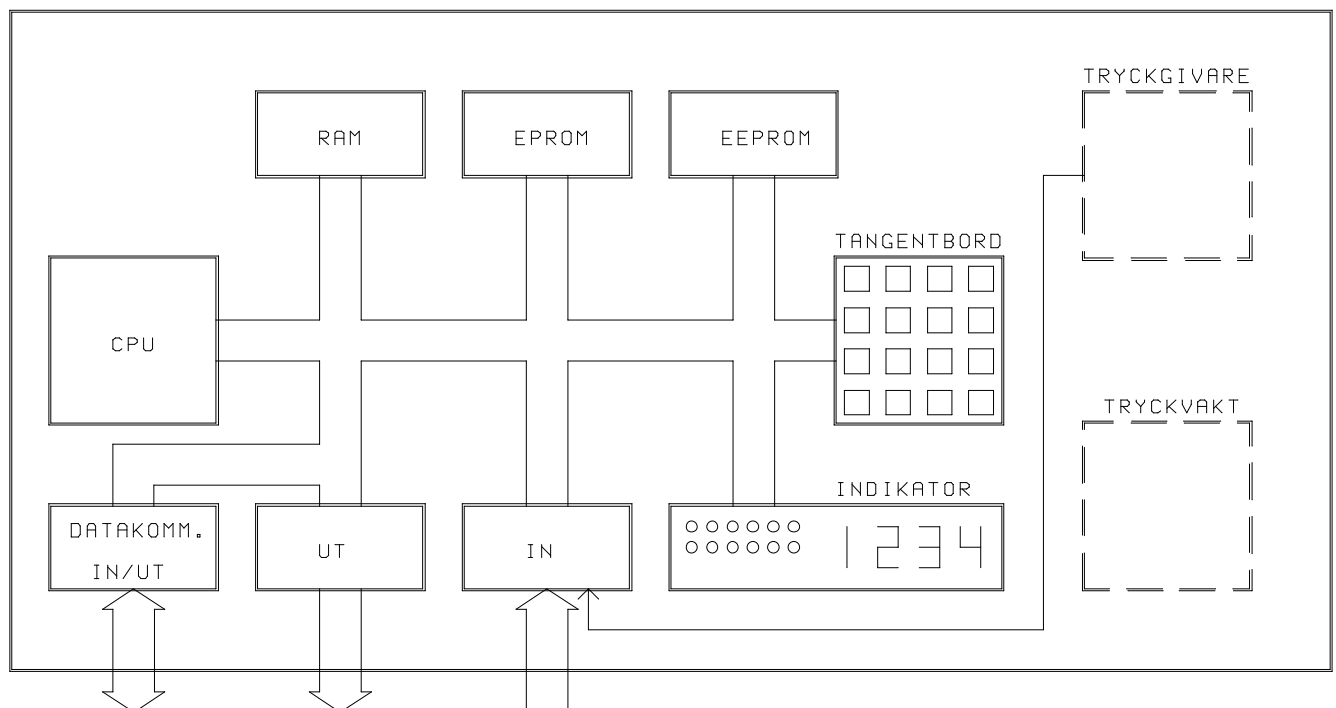 TRYCKGIVARE
RAM
EPROM
EEPROM
TANGENTBORD
CPU
TRYCKVAKT
INDIKATOR
DATAKOMM.
IN/UT
UT
IN
1234